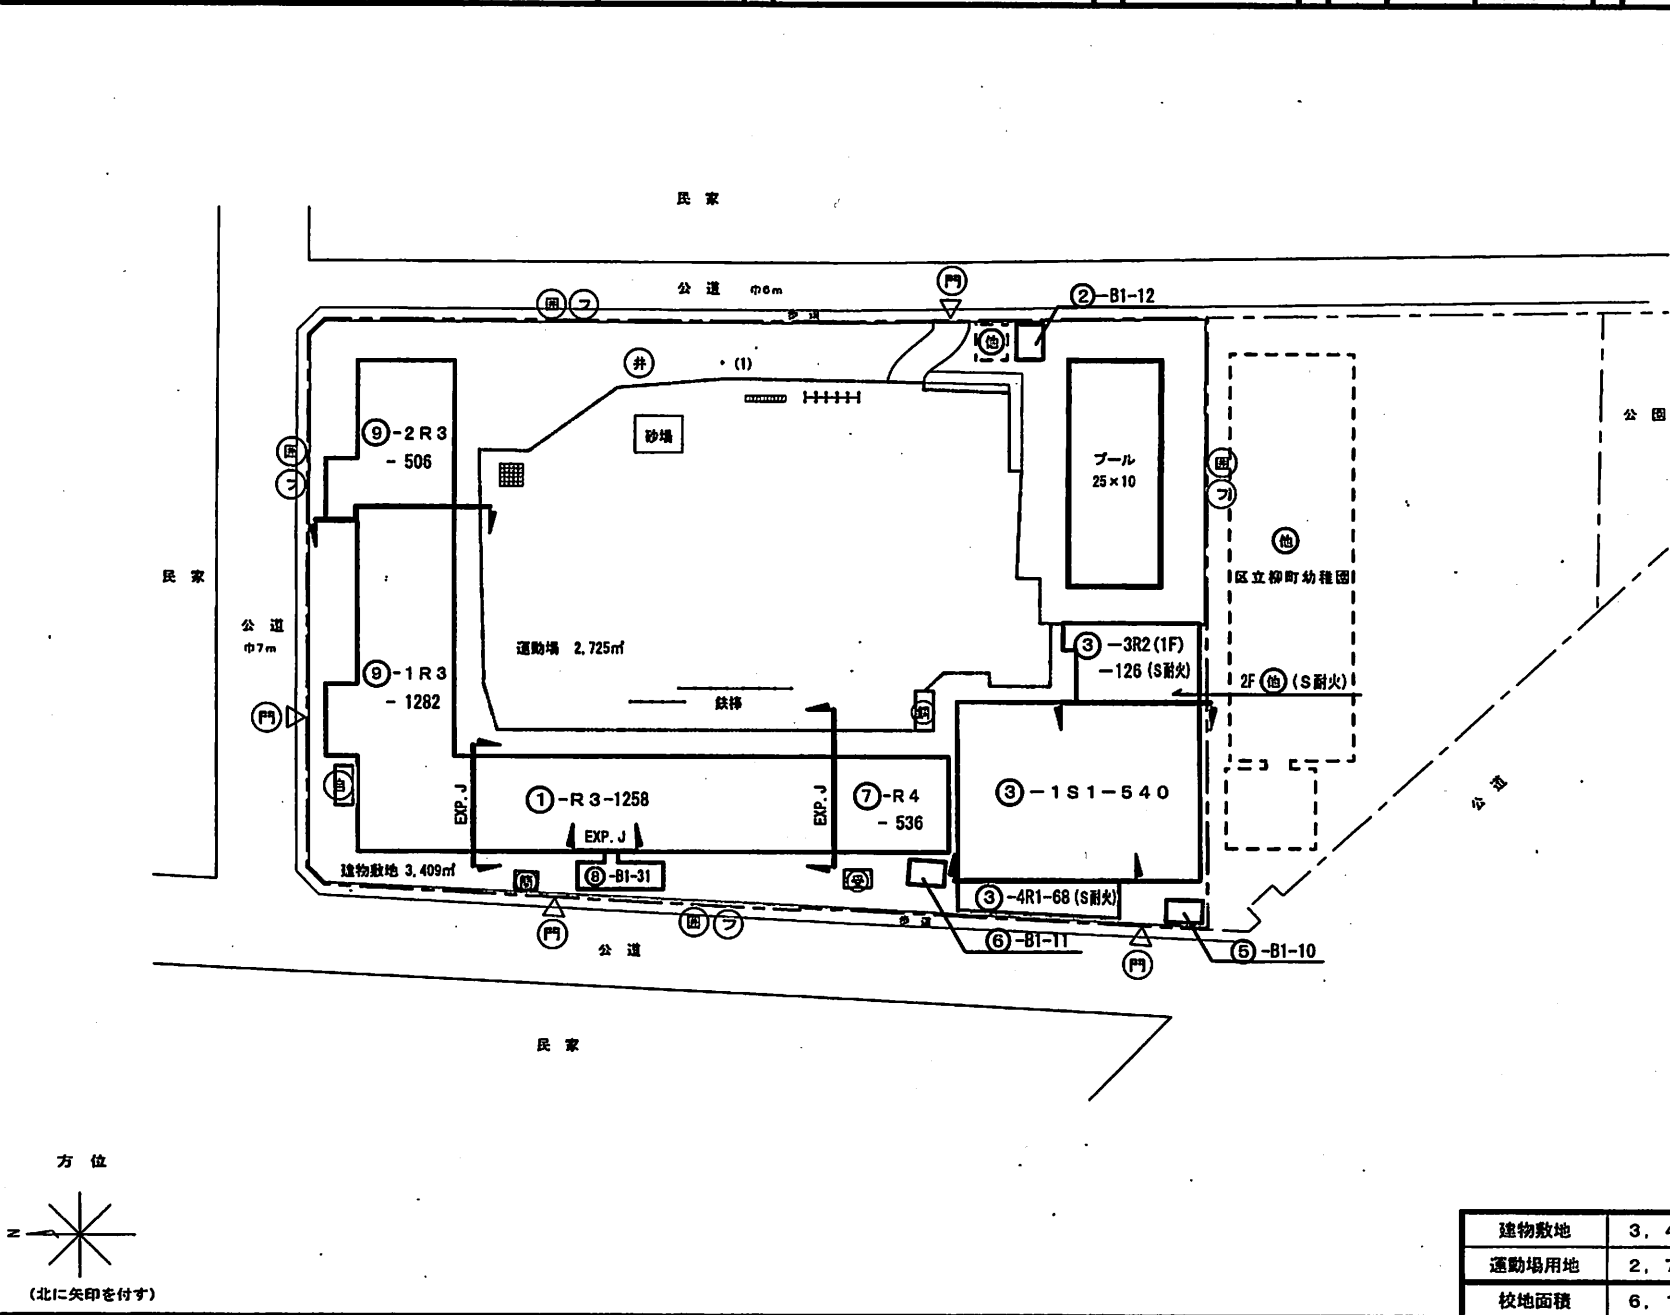 民家
公道 巾6m
門
②-B1-12
囲 フ
歩道
他
井
・(1)
⑨-2R3
- 506
砂場
プール
25×10
公園
囲
フ
囲
フ
他
区立柳町幼稚園
民家
公道
巾7m
運動場 2,725㎡
③-3R2(1F)
-126(S耐火)
⑨-1R3
- 1282
2F 他 (S耐火)
鉄棒
門
EXP.J
①-R3-1258
EXP.J
⑦-R4
- 536
③-1S1-540
公道
EXP.J
建物敷地 3,409㎡
⑧-B1-31
受
③-4R1-68(S耐火)
歩道
門
囲 フ
公道
⑥-B1-11
門
⑤-B1-10
民家
方位
N
(北に矢印を付す)
建物敷地 3,
運動場用地 2,
校地面積 6,